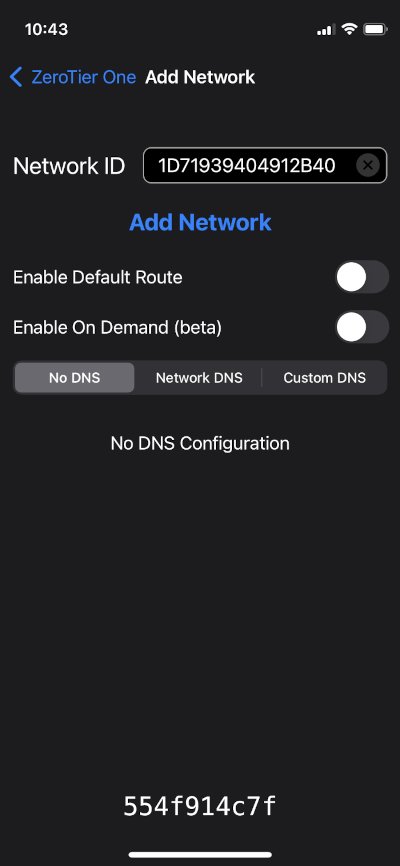 10:43
ZeroTier One Add Network
Network ID 1D71939404912B40
Add Network
Enable Default Route
Enable On Demand (beta)
No DNS Network DNS Custom DNS
No DNS Configuration
554f914c7f